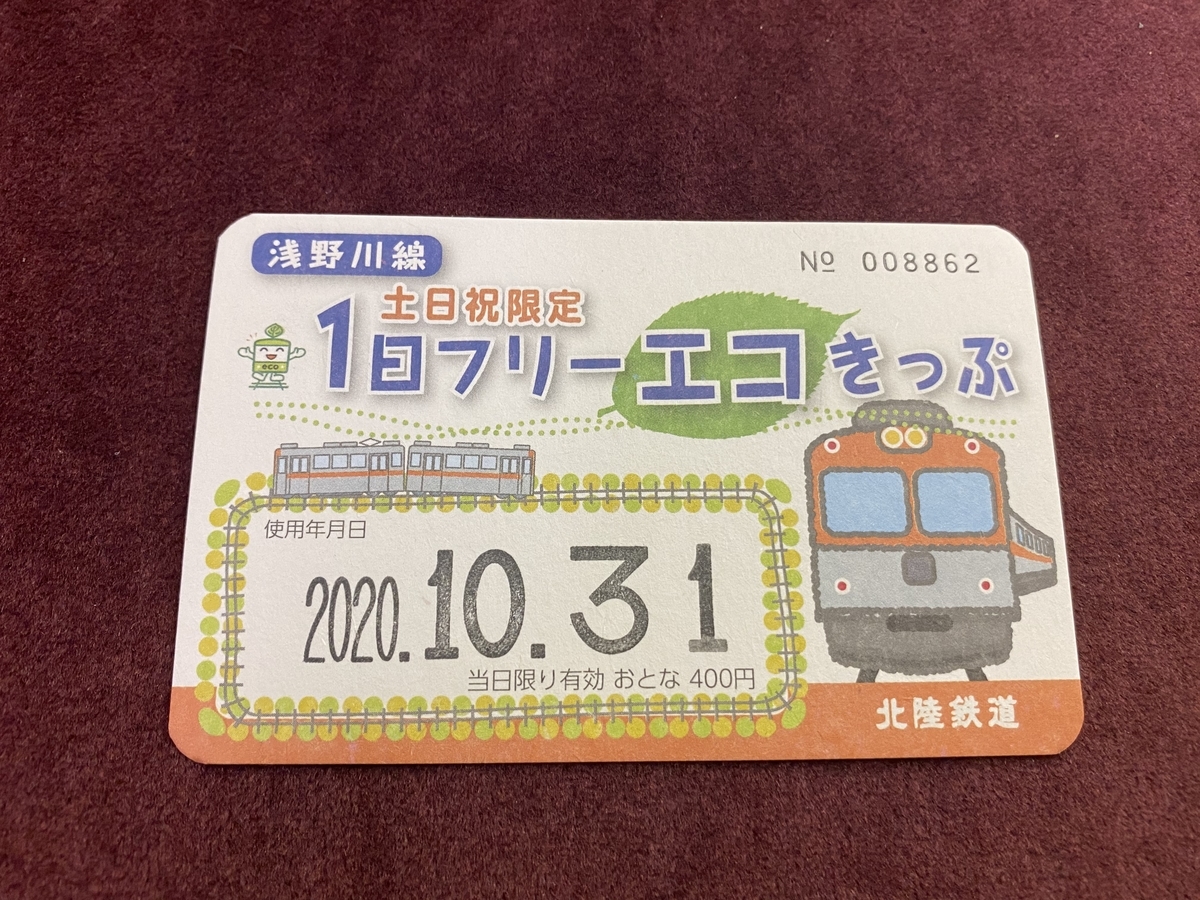 浅野川線
№ 008862
土日祝限定
1日フリーエコきっぷ
eco
使用年月日
2020.10.31
当日限り有効 おとな 400円
北陸鉄道